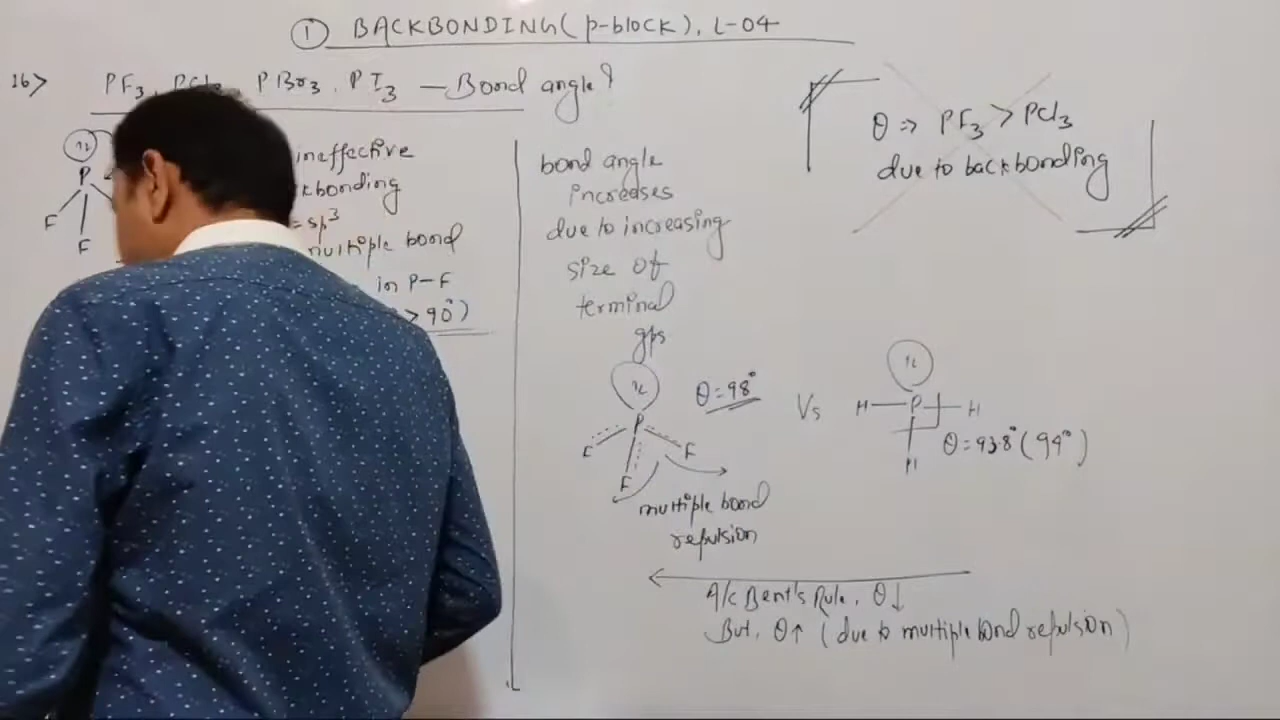 ① BACKBONDING (p-block), L-04
16> PF3, PCl3, PBr3, PI3 — Bond angle?
P
F
F
ineffective
kbonding
= sp3
multiple bond
in P-F
> 90°)
bond angle
increases
due to increasing
size of
terminal
gps
P
F
F
F
θ = 98°
multiple bond
repulsion
Vs
H — P — H
H
θ = 93.8° (94°)
θ => PF3 > PCl3
due to backbonding
A/c Bent's Rule, θ↓
But, θ↑ (due to multiple bond repulsion)